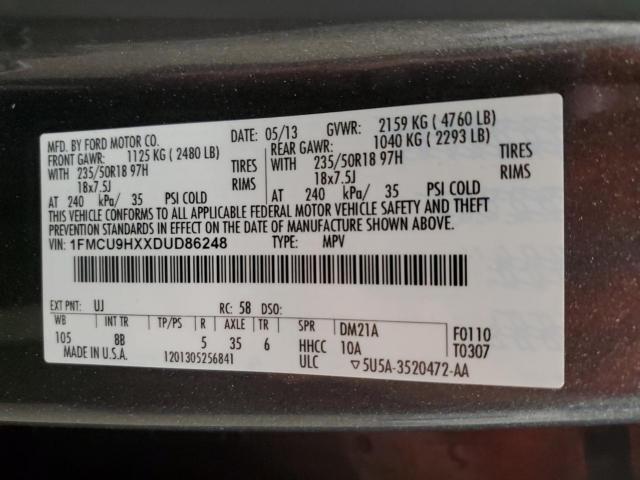 MFD. BY FORD MOTOR CO. DATE: 05/13 GVWR: 2159 KG ( 4760 LB)
FRONT GAWR: 1125 KG ( 2480 LB) REAR GAWR: 1040 KG ( 2293 LB)
WITH 235/50R18 97H TIRES WITH 235/50R18 97H TIRES
18x7.5J RIMS 18x7.5J RIMS
AT 240 kPa/ 35 PSI COLD AT 240 kPa/ 35 PSI COLD
THIS VEHICLE CONFORMS TO ALL APPLICABLE FEDERAL MOTOR VEHICLE SAFETY AND THEFT
PREVENTION STANDARDS IN EFFECT ON THE DATE OF MANUFACTURE SHOWN ABOVE.
VIN: 1FMCU9HXXDUD86248 TYPE: MPV
EXT PNT: UJ RC: 58 DSO:
WB INT TR TP/PS R AXLE TR SPR DM21A F0110
105 8B 5 35 6 HHCC 10A T0307
MADE IN U.S.A. 1201305256841 ULC ▽5U5A-3520472-AA